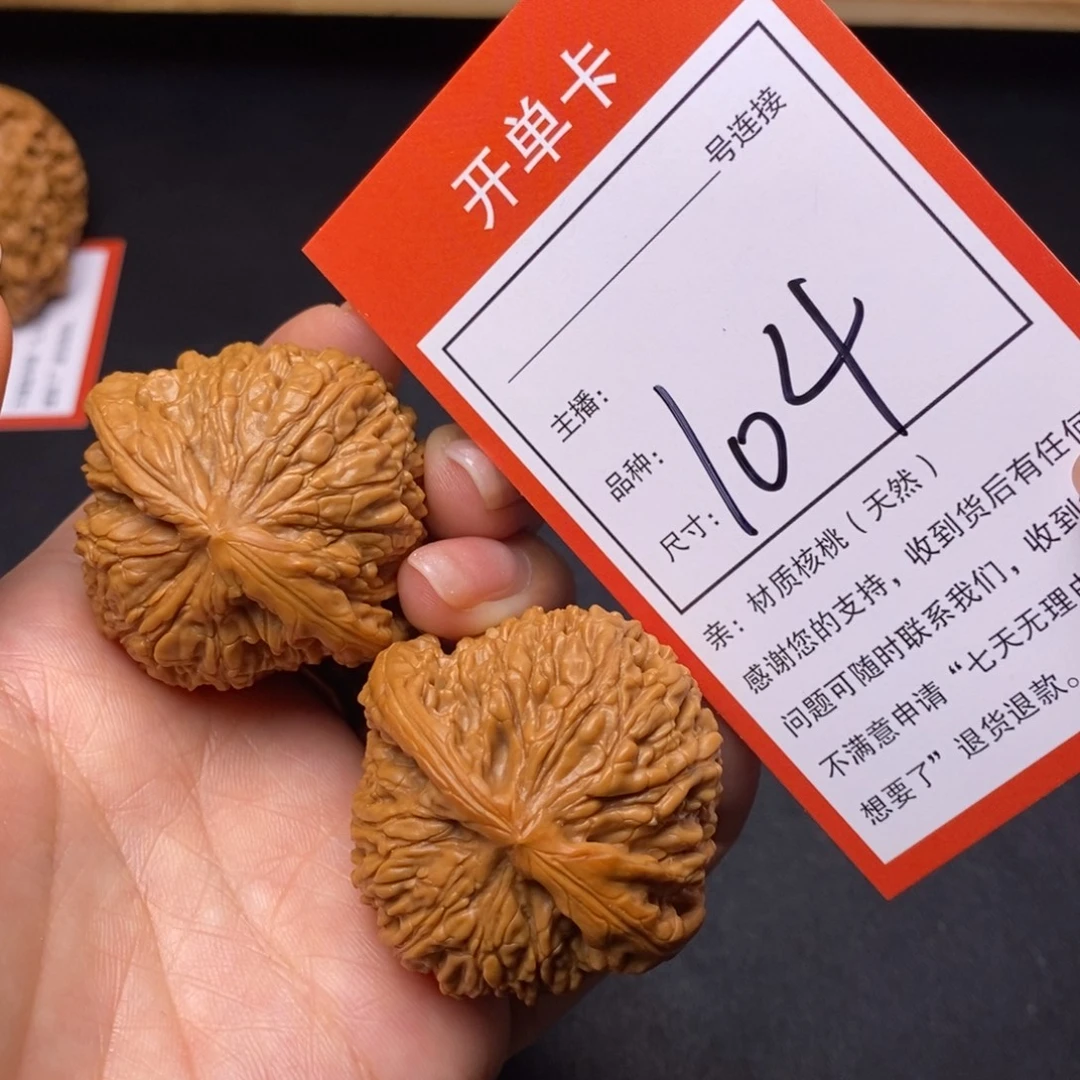 开单卡
号连接
主播：
品种：
尺寸：
104
亲：材质核桃（天然）
感谢您的支持，收到货后有任何
问题可随时联系我们，收到
不满意申请“七天无理由
想要了”退货退款。